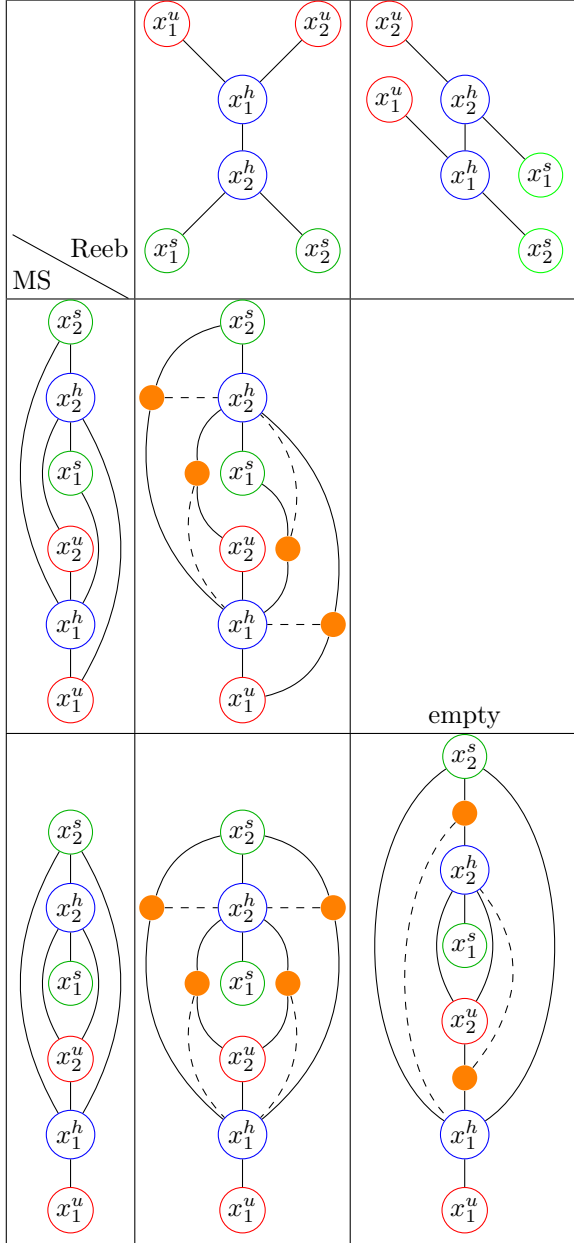 x_1^u x_2^u x_2^u
x_1^h x_2^h x_1^u
x_2^h x_1^h x_1^s
x_1^s x_2^s x_2^s
Reeb
MS
x_2^s x_2^s
x_2^h x_2^h
x_1^s x_1^s
x_2^u x_2^u
x_1^h x_1^h
x_1^u x_1^u
empty
x_2^s
x_2^s x_2^s
x_2^h x_2^h x_2^h
x_1^s x_1^s x_1^s
x_2^u x_2^u x_2^u
x_1^h x_1^h x_1^h
x_1^u x_1^u x_1^u